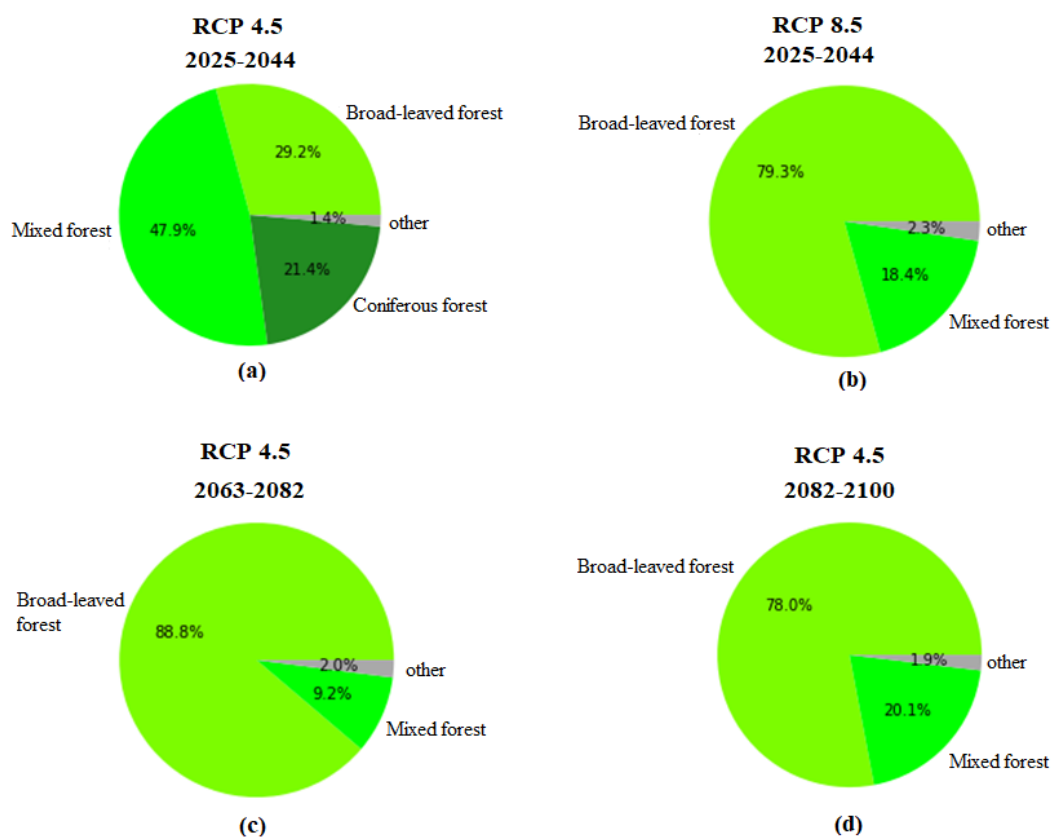 RCP 4.5
2025-2044
Broad-leaved forest
29.2%
1.4%
other
Mixed forest
47.9%
21.4%
Coniferous forest
(a)
RCP 8.5
2025-2044
Broad-leaved forest
79.3%
2.3%
other
18.4%
Mixed forest
(b)
RCP 4.5
2063-2082
Broad-leaved
forest
88.8%
2.0%
other
9.2%
Mixed forest
(c)
RCP 4.5
2082-2100
Broad-leaved forest
78.0%
1.9%
other
20.1%
Mixed forest
(d)